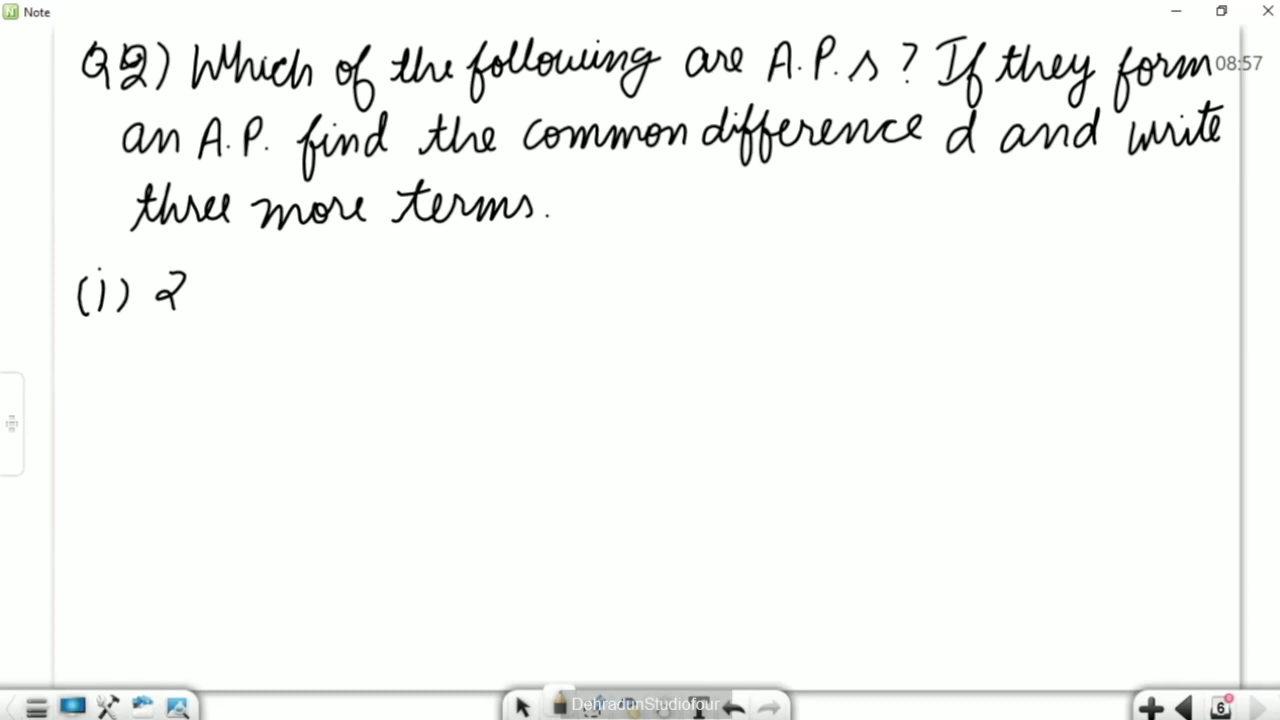 Note
Q2) Which of the following are A.P.s? If they form
08:57
an A.P. find the common difference d and write
three more terms.
(i) 2
DehradunStudiofour
6